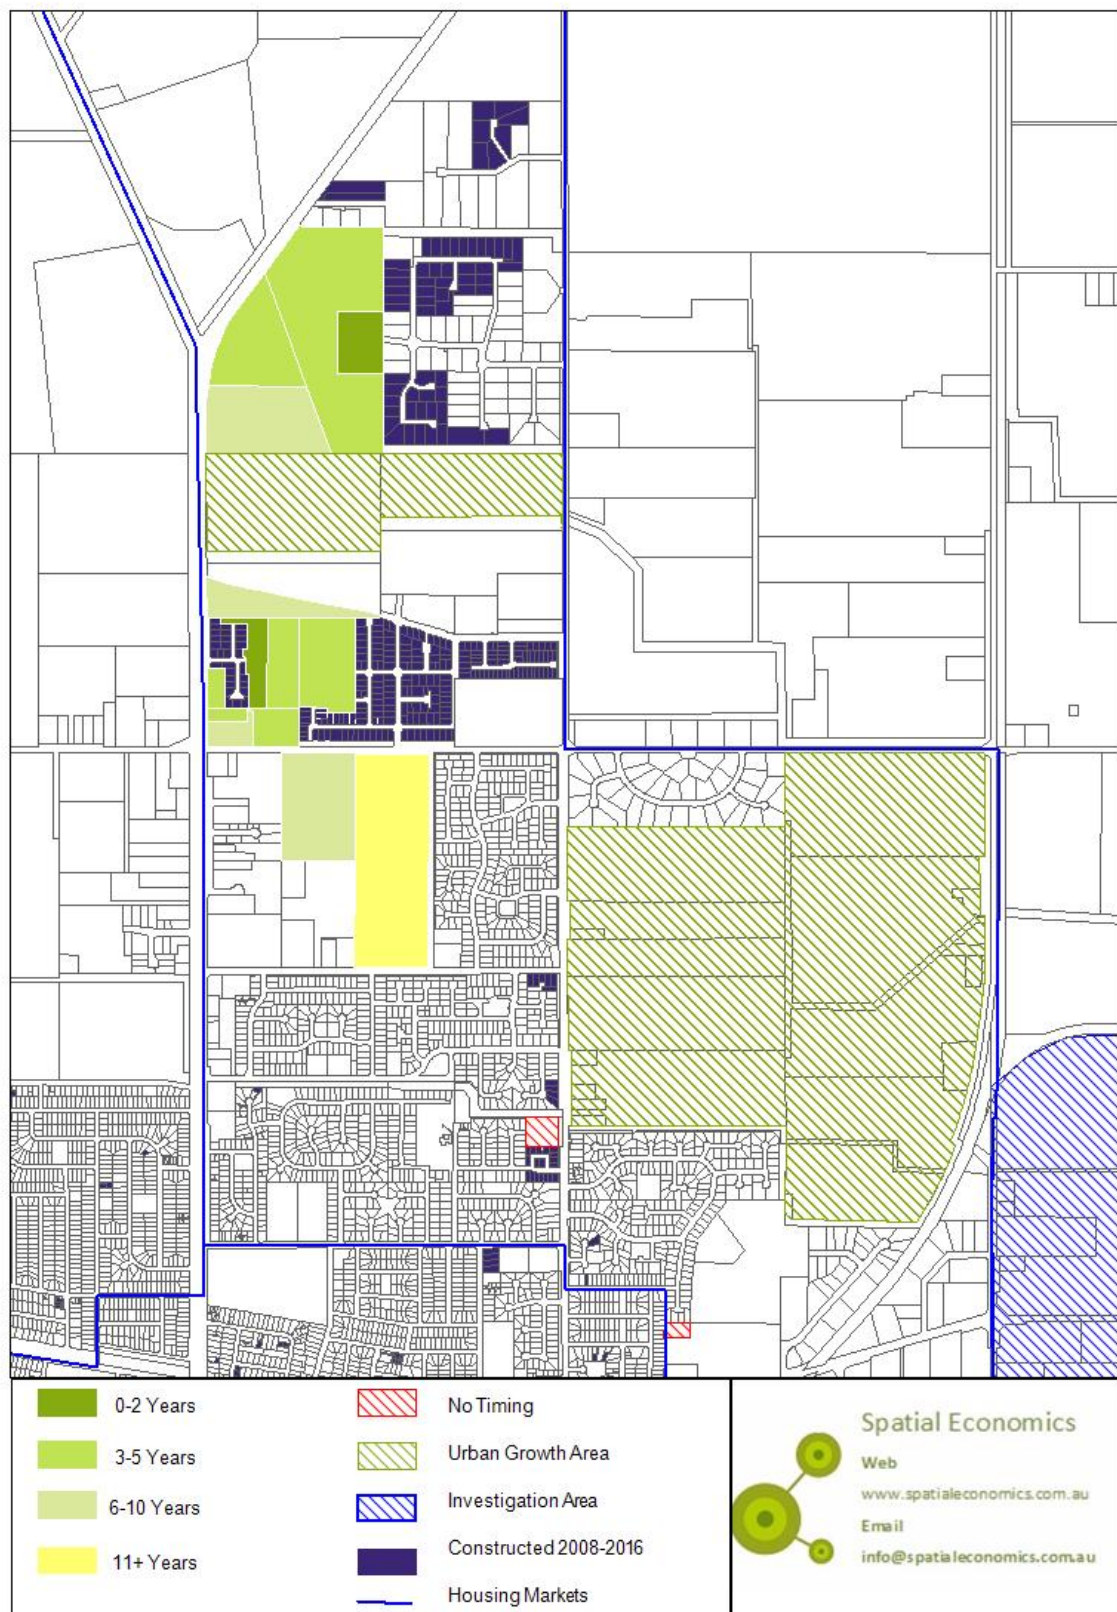 0-2 Years
3-5 Years
6-10 Years
11+ Years
No Timing
Urban Growth Area
Investigation Area
Constructed 2008-2016
Housing Markets
Spatial Economics
Web
www.spatialeconomics.com.au
Email
info@spatialeconomics.com.au